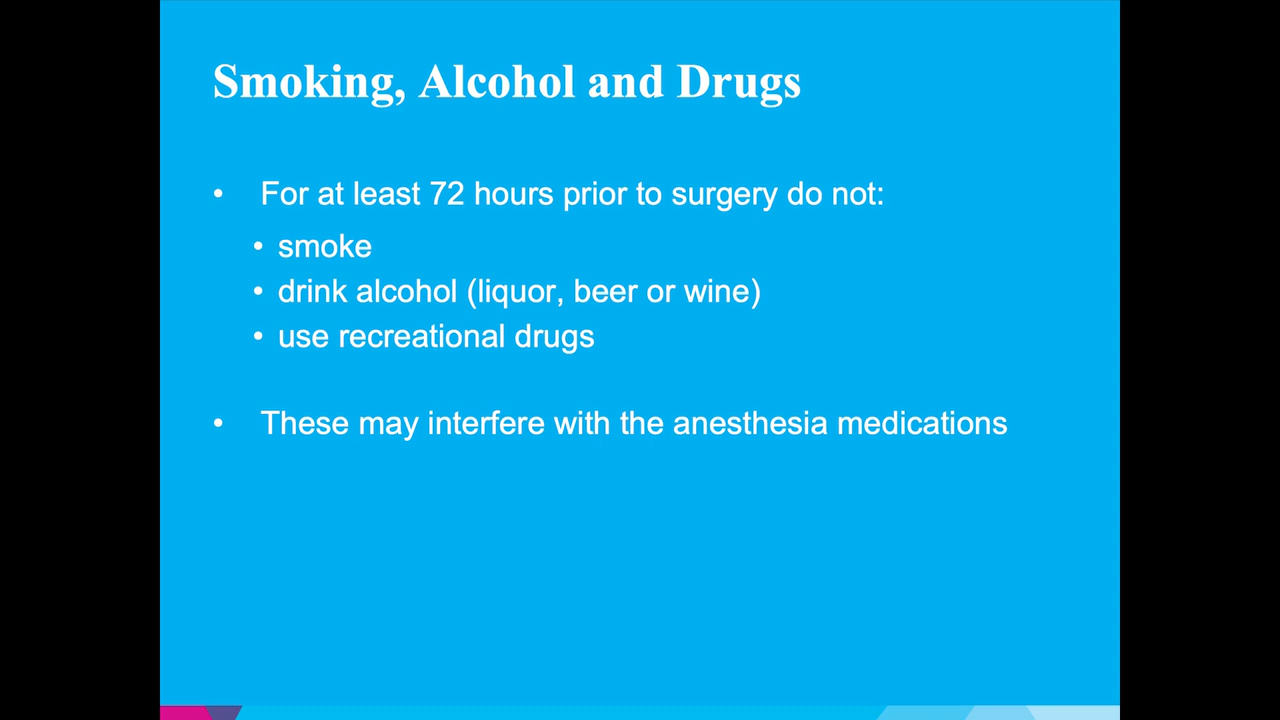 Smoking, Alcohol and Drugs
• For at least 72 hours prior to surgery do not:
• smoke
• drink alcohol (liquor, beer or wine)
• use recreational drugs
• These may interfere with the anesthesia medications